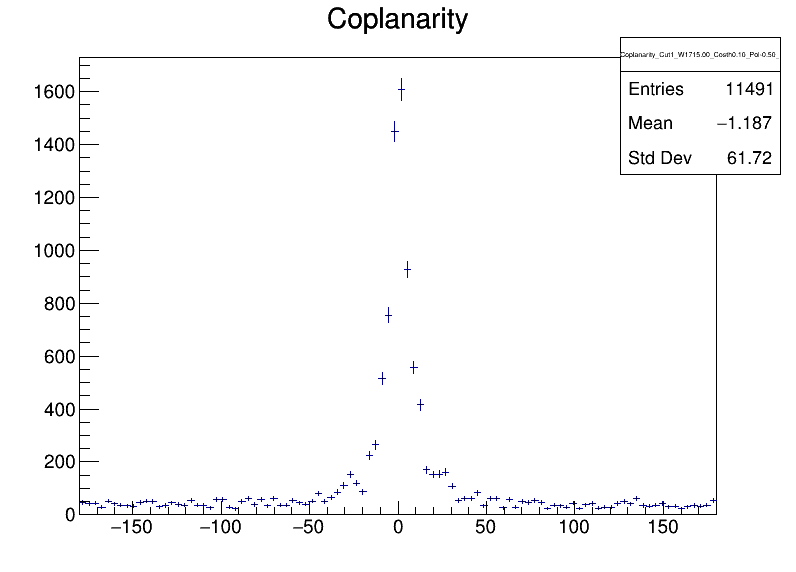 Coplanarity
Coplanarity_Cut1_W1715.00_Costh0.10_Pol-0.50_
Entries 11491
Mean −1.187
Std Dev 61.72
1600
1400
1200
1000
800
600
400
200
0
−150 −100 −50 0 50 100 150